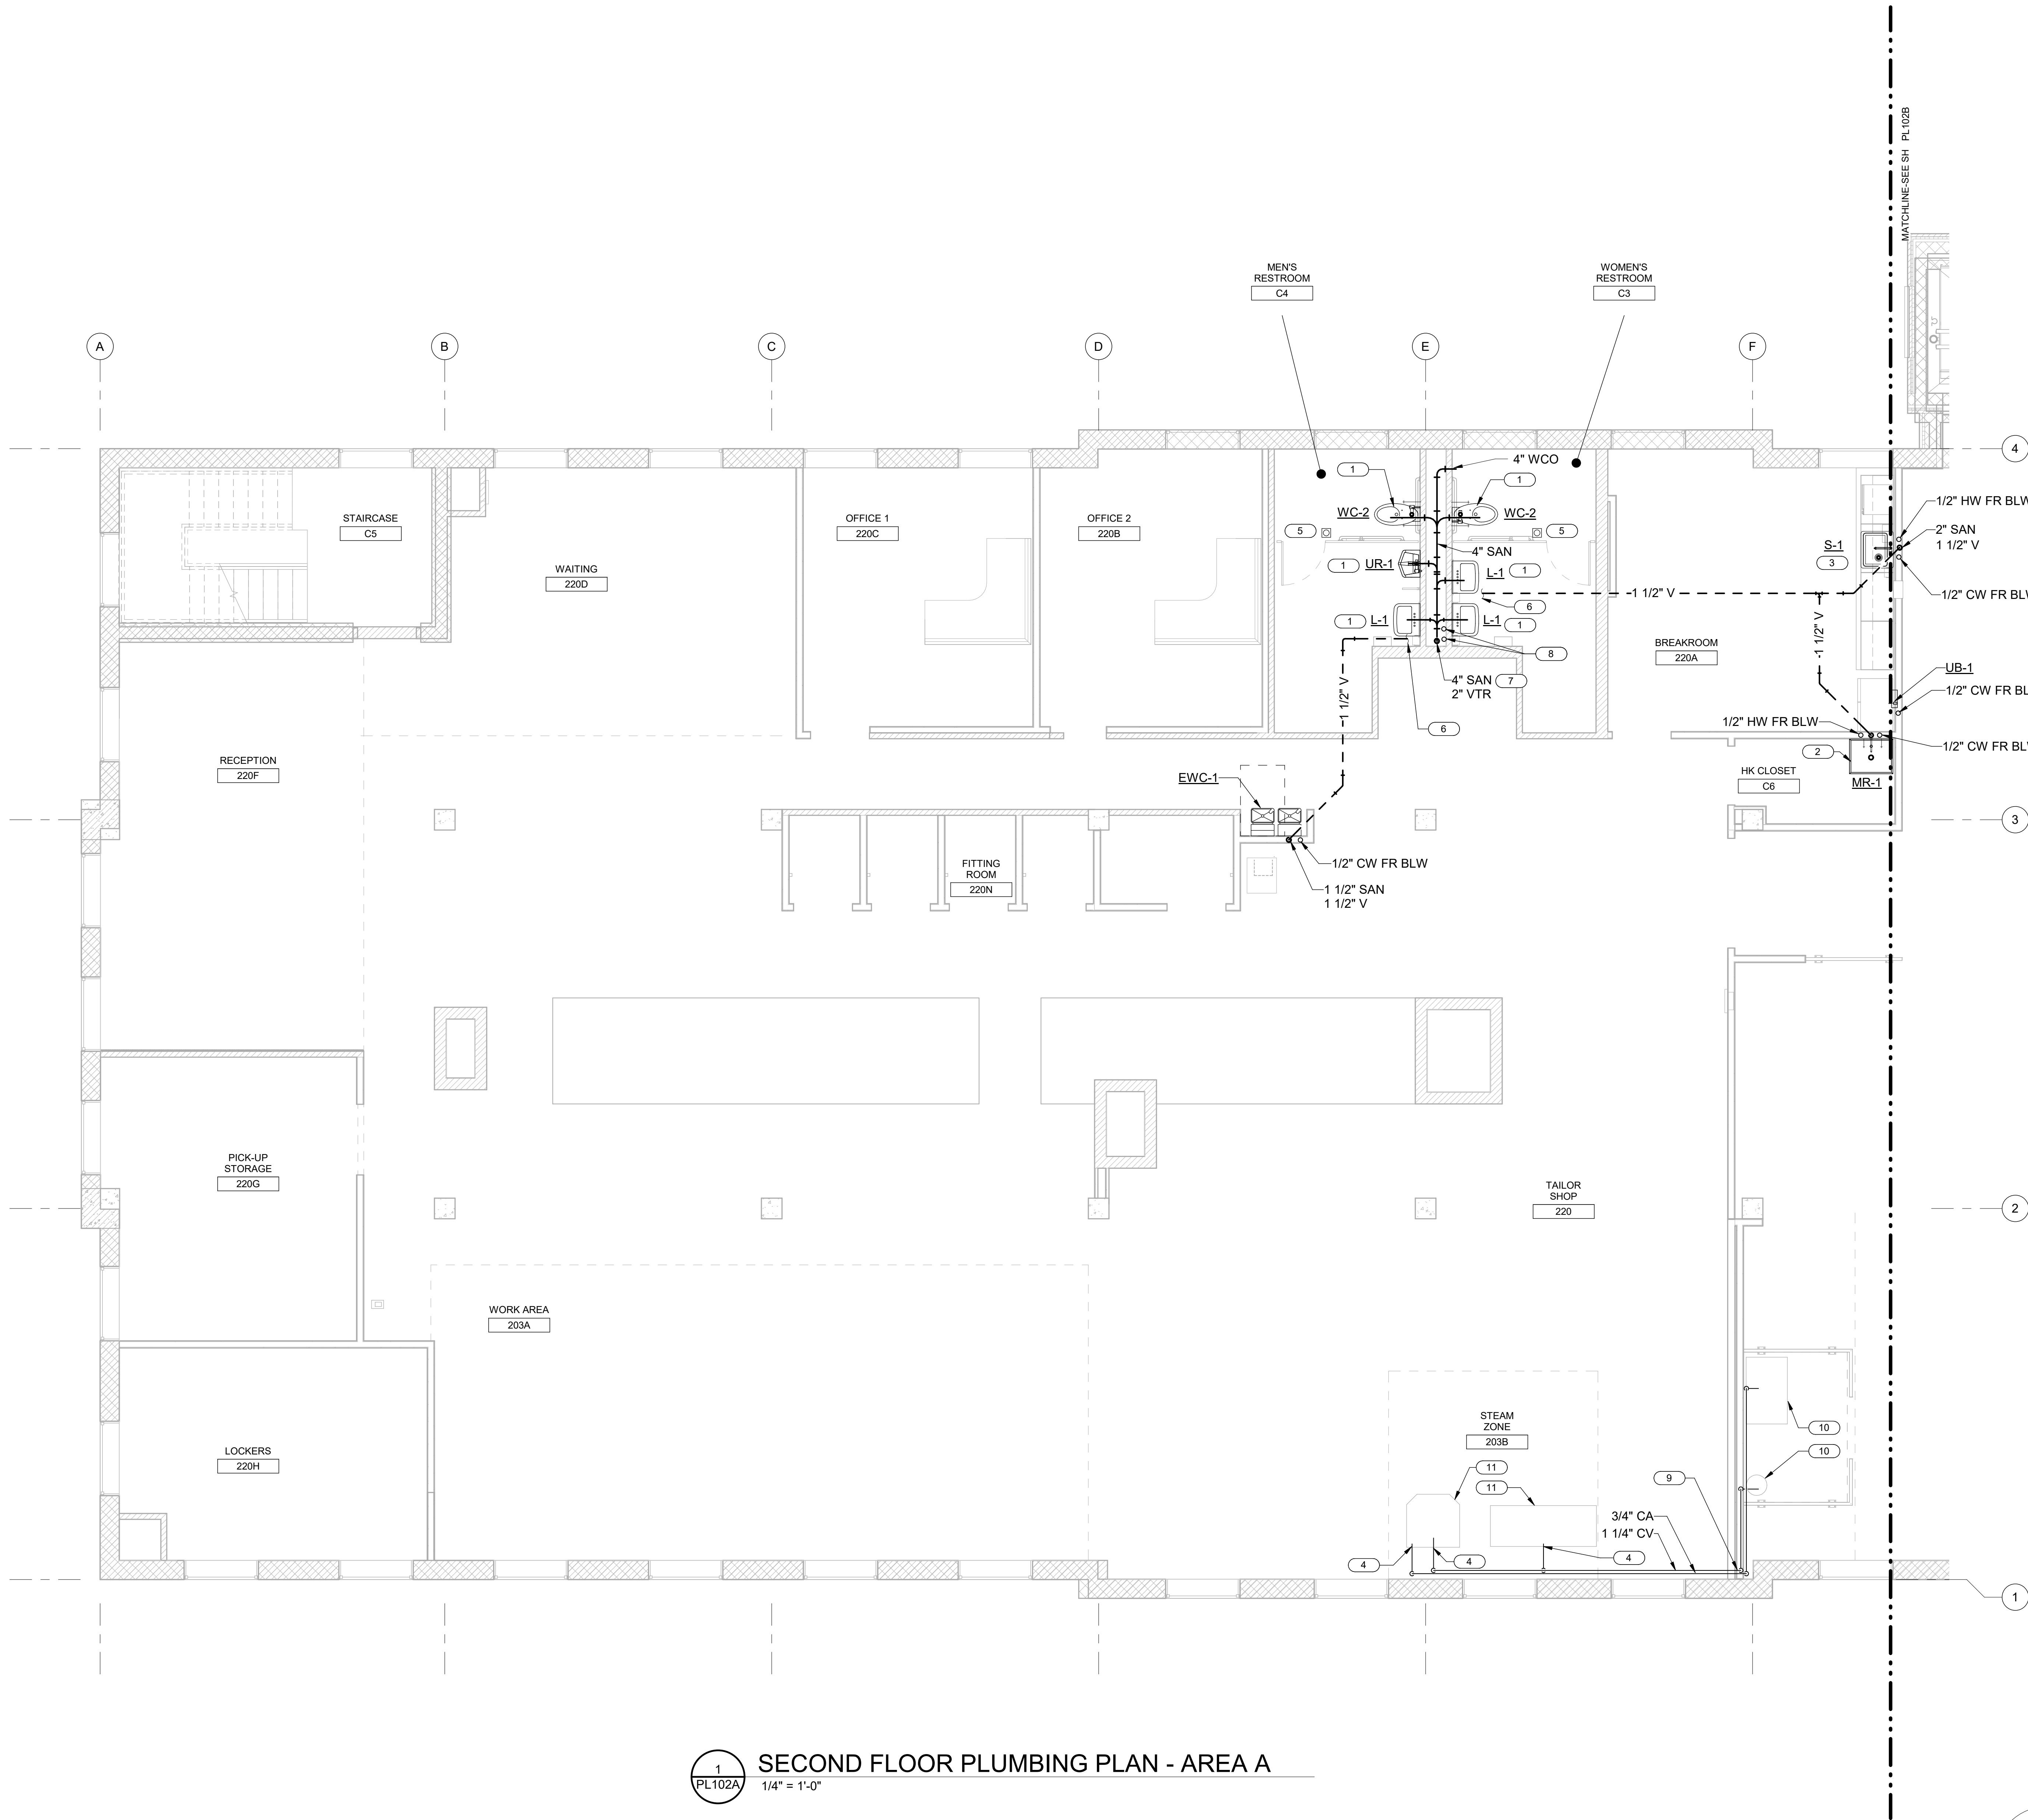 MATCHLINE-SEE SH PL102B
MEN'S
RESTROOM
C4
WOMEN'S
RESTROOM
C3
A
B
C
D
E
F
4
4" WCO
1
1
1/2" HW FR BLW
WC-2
WC-2
STAIRCASE
C5
OFFICE 1
220C
OFFICE 2
220B
5
5
2" SAN
1 1/2" V
S-1
3
4" SAN
1
UR-1
L-1
1
WAITING
220D
1 1/2" V
1/2" CW FR BLW
6
1
L-1
L-1
1
1 1/2" V
BREAKROOM
220A
8
UB-1
4" SAN
7
2" VTR
1/2" CW FR BLW
1 1/2" V
6
1/2" HW FR BLW
1/2" CW FR BLW
2
RECEPTION
220F
EWC-1
HK CLOSET
C6
MR-1
3
FITTING
ROOM
220N
1/2" CW FR BLW
1 1/2" SAN
1 1/2" V
PICK-UP
STORAGE
220G
TAILOR
SHOP
220
2
WORK AREA
203A
STEAM
ZONE
203B
10
10
LOCKERS
220H
11
11
9
3/4" CA
1 1/4" CV
4
4
4
1
1
PL102A
SECOND FLOOR PLUMBING PLAN - AREA A
1/4" = 1'-0"